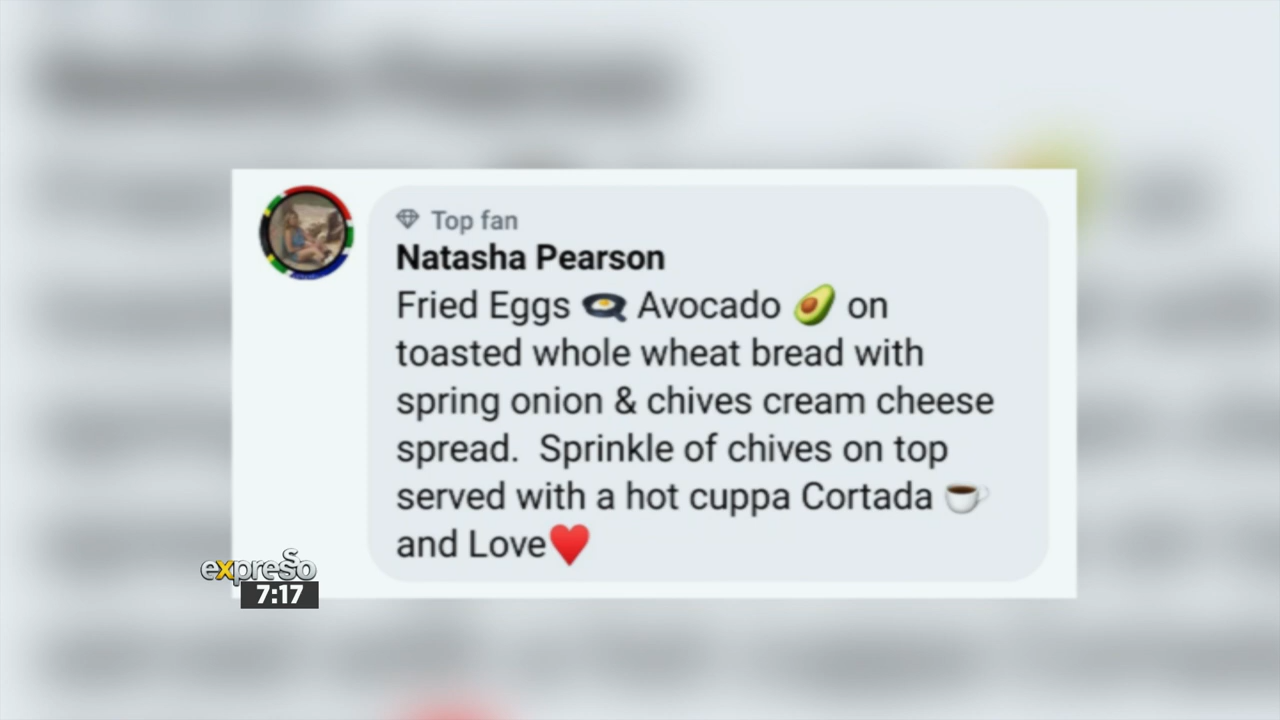 Top fan
Natasha Pearson
Fried Eggs 🍳 Avocado 🥑 on
toasted whole wheat bread with
spring onion & chives cream cheese
spread.  Sprinkle of chives on top
served with a hot cuppa Cortada ☕
and Love♥️
expresso
7:17